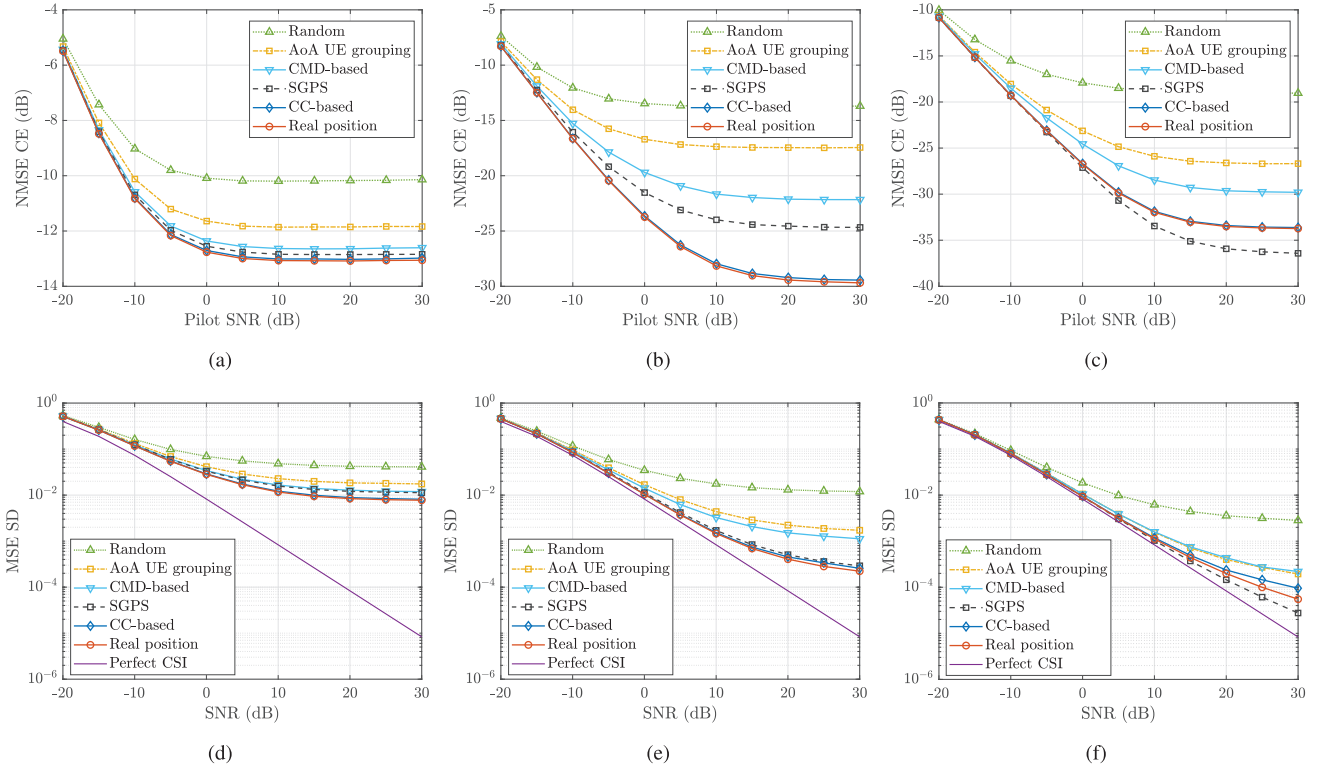 -4
-6
-8
-10
-12
-14
NMSE CE (dB)
-20
-10
0
10
20
30
Pilot SNR (dB)
Random
AoA UE grouping
CMD-based
SGPS
CC-based
Real position
(a)
-5
-10
-15
-20
-25
-30
NMSE CE (dB)
-20
-10
0
10
20
30
Pilot SNR (dB)
Random
AoA UE grouping
CMD-based
SGPS
CC-based
Real position
(b)
-10
-15
-20
-25
-30
-35
-40
NMSE CE (dB)
-20
-10
0
10
20
30
Pilot SNR (dB)
Random
AoA UE grouping
CMD-based
SGPS
CC-based
Real position
(c)
10^0
10^-2
10^-4
10^-6
MSE SD
-20
-10
0
10
20
30
SNR (dB)
Random
AoA UE grouping
CMD-based
SGPS
CC-based
Real position
Perfect CSI
(d)
10^0
10^-2
10^-4
10^-6
MSE SD
-20
-10
0
10
20
30
SNR (dB)
Random
AoA UE grouping
CMD-based
SGPS
CC-based
Real position
Perfect CSI
(e)
10^0
10^-2
10^-4
10^-6
MSE SD
-20
-10
0
10
20
30
SNR (dB)
Random
AoA UE grouping
CMD-based
SGPS
CC-based
Real position
Perfect CSI
(f)